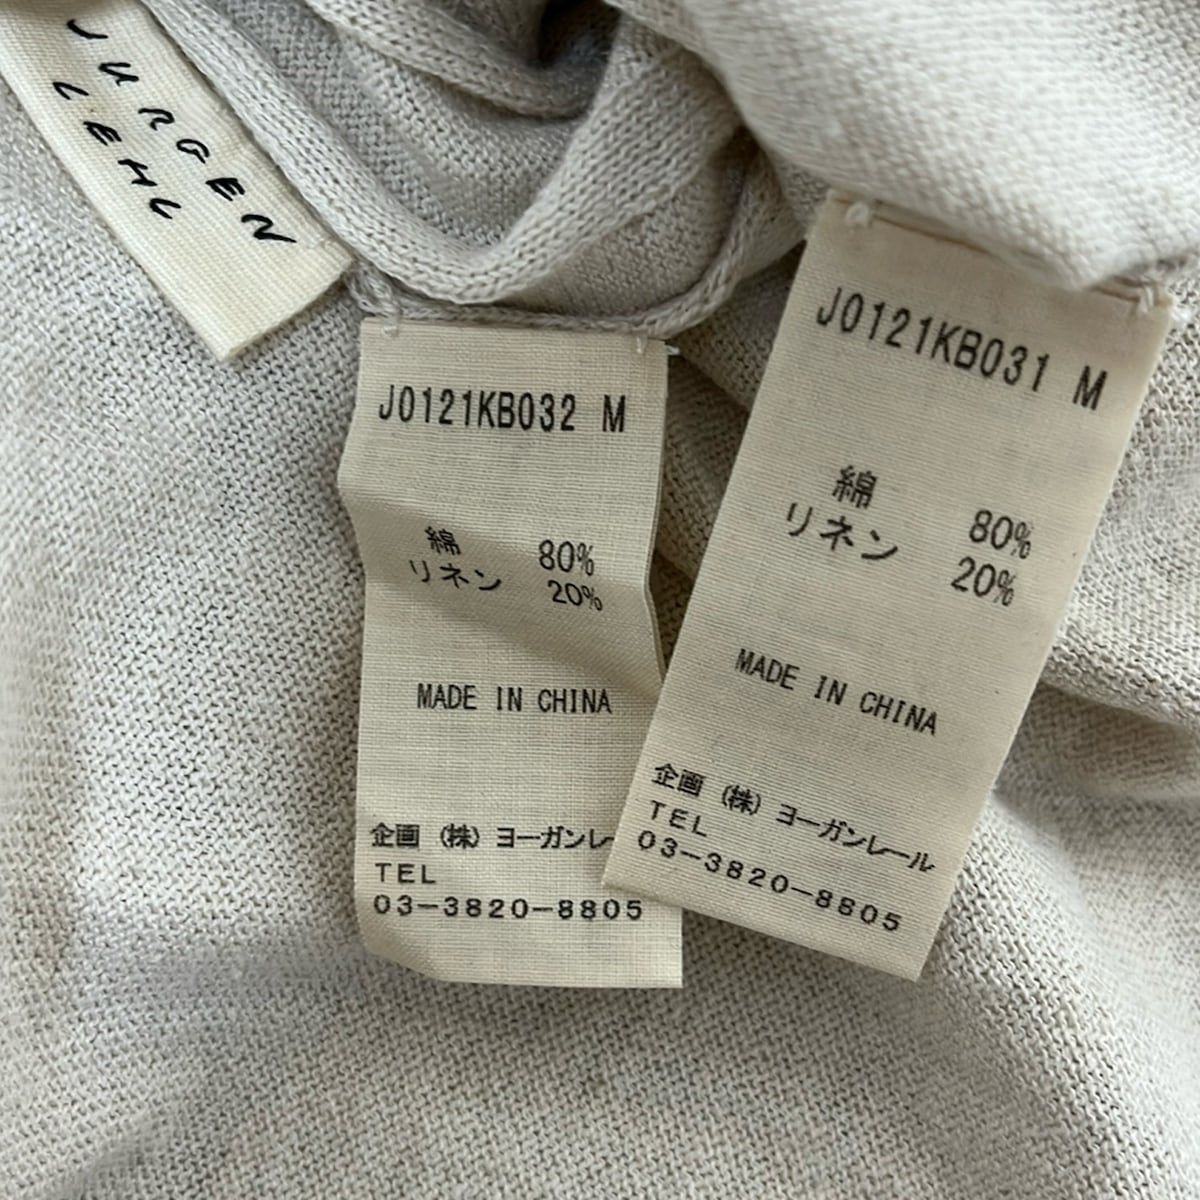 JURGEN
LEHL
J0121KB032 M
綿 80%
リネン 20%
MADE IN CHINA
企画（株）ヨーガンレー
TEL
03-3820-8805
J0121KB031 M
綿 80%
リネン 20%
MADE IN CHINA
企画（株）ヨーガンレール
TEL
03-3820-8805